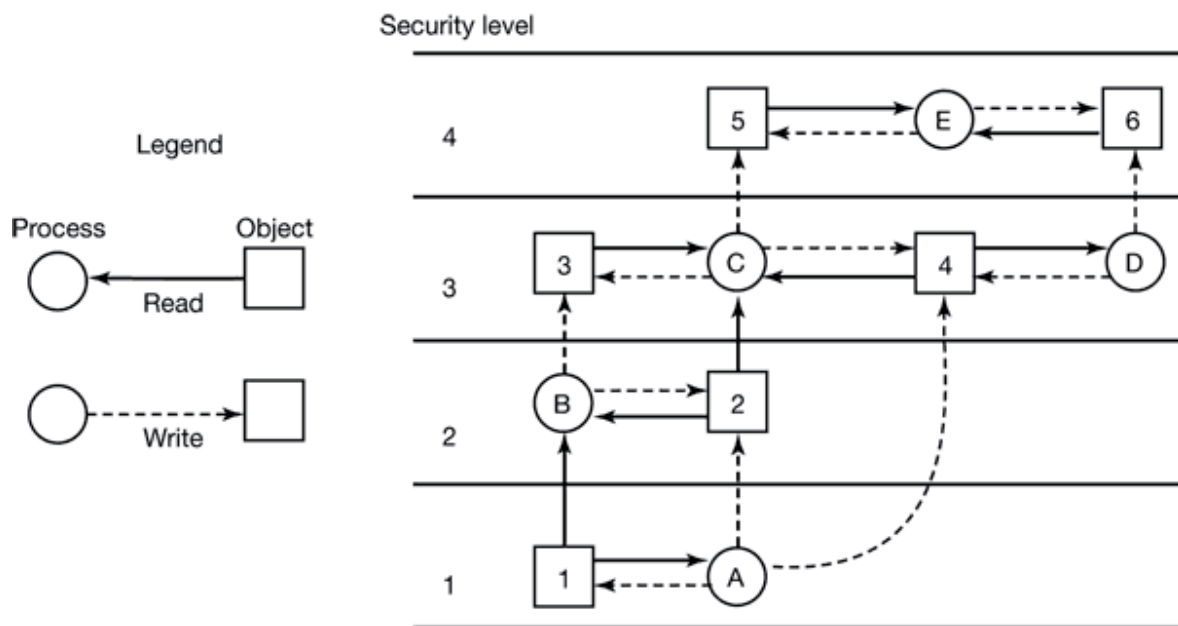 Security level
Legend
Process Object
Read
Write
4
5
E
6
3
3
C
4
D
2
B
2
1
1
A